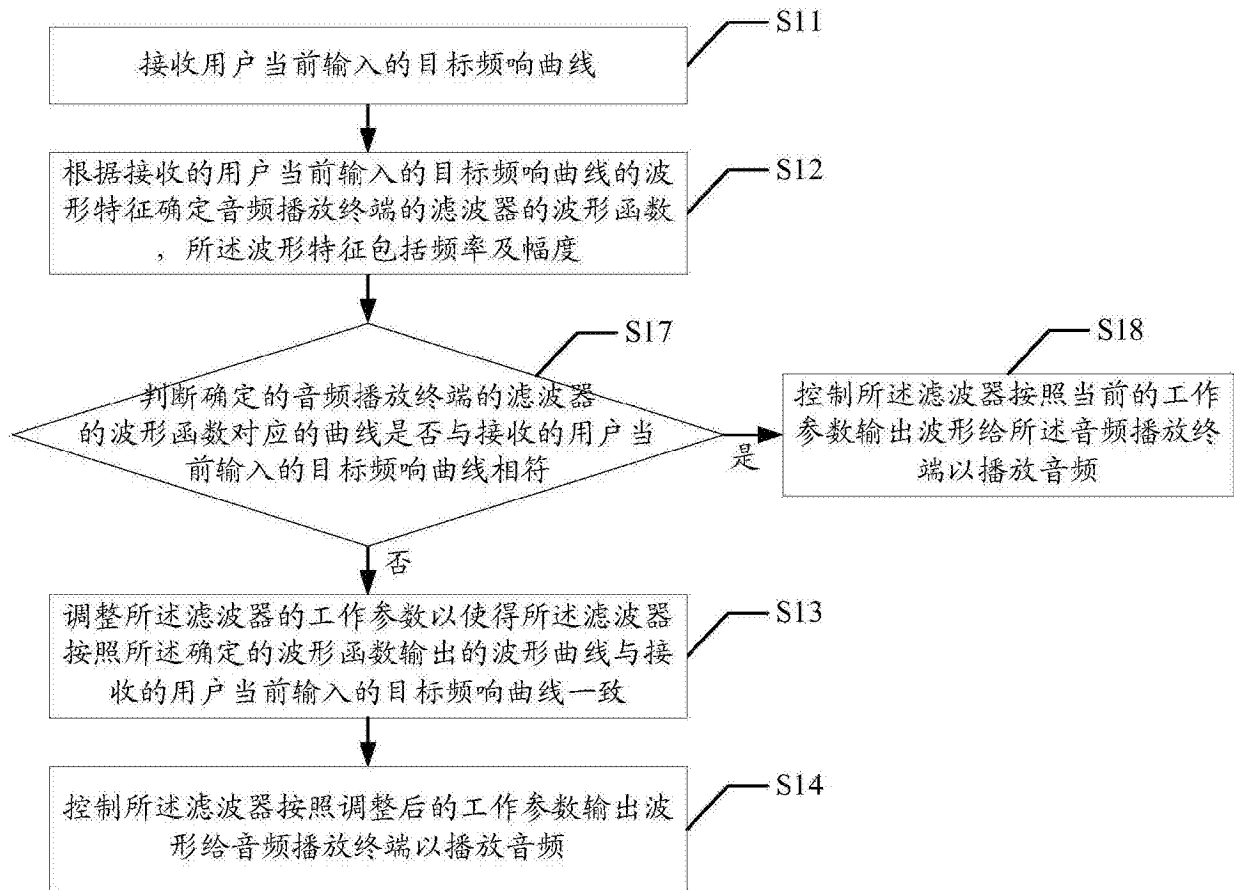 S11
接收用户当前输入的目标频响曲线
S12
根据接收的用户当前输入的目标频响曲线的波
形特征确定音频播放终端的滤波器的波形函数
，所述波形特征包括频率及幅度
S17
判断确定的音频播放终端的滤波器
的波形函数对应的曲线是否与接收的用户当
前输入的目标频响曲线相符
是
S18
控制所述滤波器按照当前的工作
参数输出波形给所述音频播放终
端以播放音频
否
S13
调整所述滤波器的工作参数以使得所述滤波器
按照所述确定的波形函数输出的波形曲线与接
收的用户当前输入的目标频响曲线一致
S14
控制所述滤波器按照调整后的工作参数输出波
形给音频播放终端以播放音频